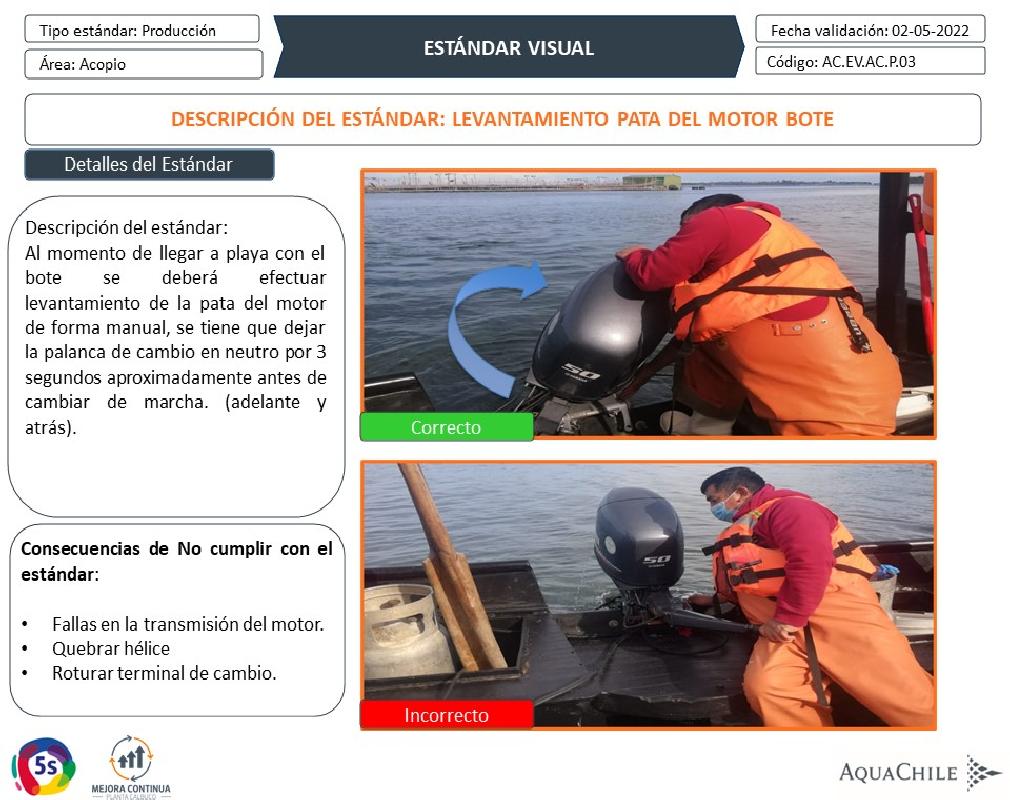 Tipo estándar: Producción
Área: Acopio
ESTÁNDAR VISUAL
Fecha validación: 02-05-2022
Código: AC.EV.AC.P.03
DESCRIPCIÓN DEL ESTÁNDAR: LEVANTAMIENTO PATA DEL MOTOR BOTE
Detalles del Estándar
Descripción del estándar:
Al momento de llegar a playa con el
bote se deberá efectuar
levantamiento de la pata del motor
de forma manual, se tiene que dejar
la palanca de cambio en neutro por 3
segundos aproximadamente antes de
cambiar de marcha. (adelante y
atrás).
50
Correcto
Consecuencias de No cumplir con el
estándar:
• Fallas en la transmisión del motor.
• Quebrar hélice
• Roturar terminal de cambio.
50
Incorrecto
5s
MEJORA CONTINUA
PLANTA CALBUCO
AQUACHILE